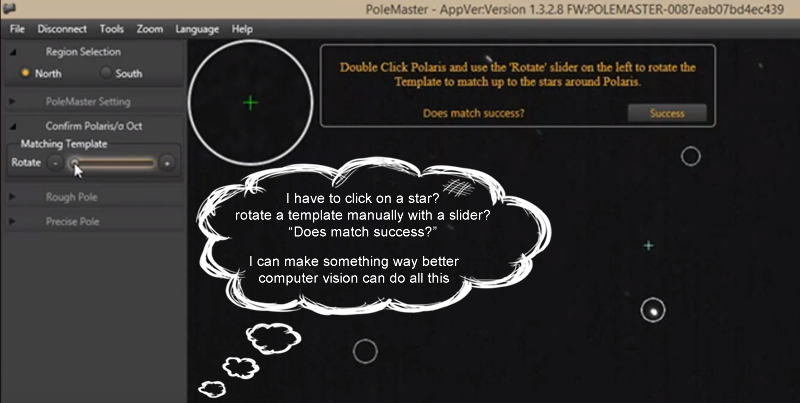 PoleMaster - AppVer:Version 1.3.2.8 FW:POLEMASTER-0087eab07bd4ec439
File Disconnect Tools Zoom Language Help
Region Selection
North South
PoleMaster Setting
Confirm Polaris/σ Oct
Matching Template
Rotate - +
Rough Pole
Precise Pole
Double Click Polaris and use the 'Rotate' slider on the left to rotate the
Template to match up to the stars around Polaris.
Does match success? Success
I have to click on a star?
rotate a template manually with a slider?
“Does match success?”
I can make something way better
computer vision can do all this